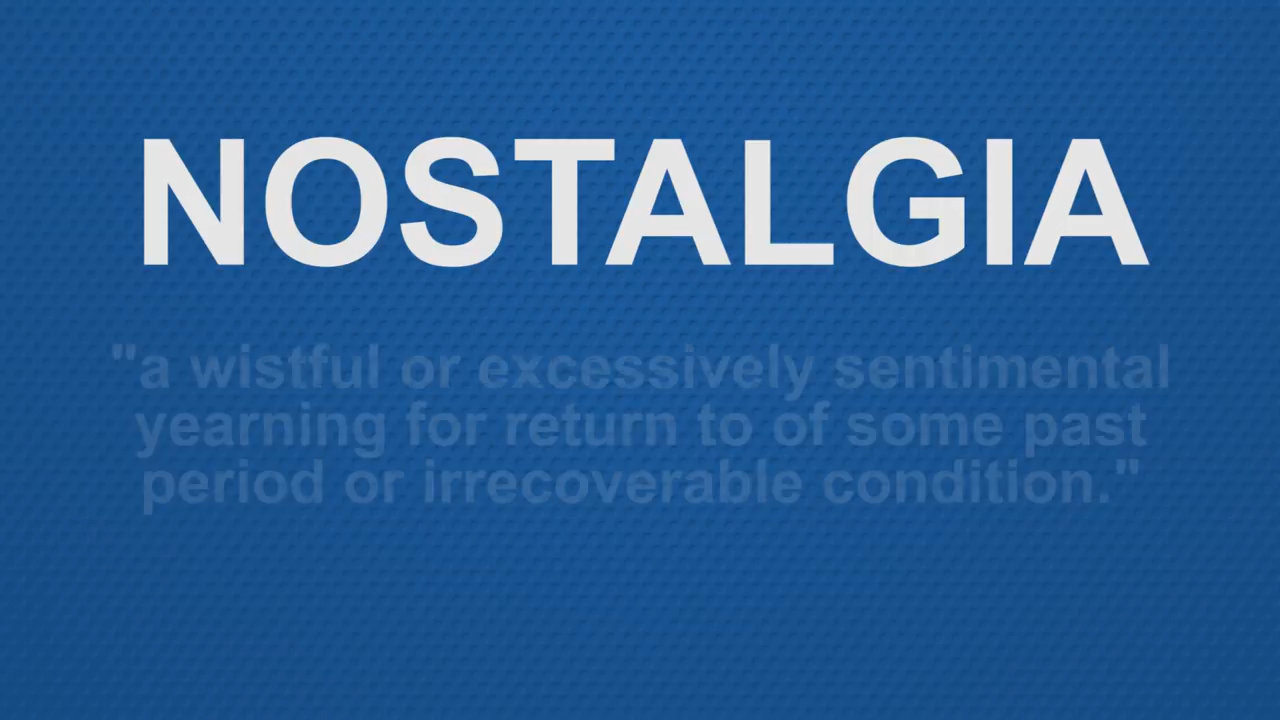 NOSTALGIA
"a wistful or excessively sentimental
yearning for return to of some past
period or irrecoverable condition."